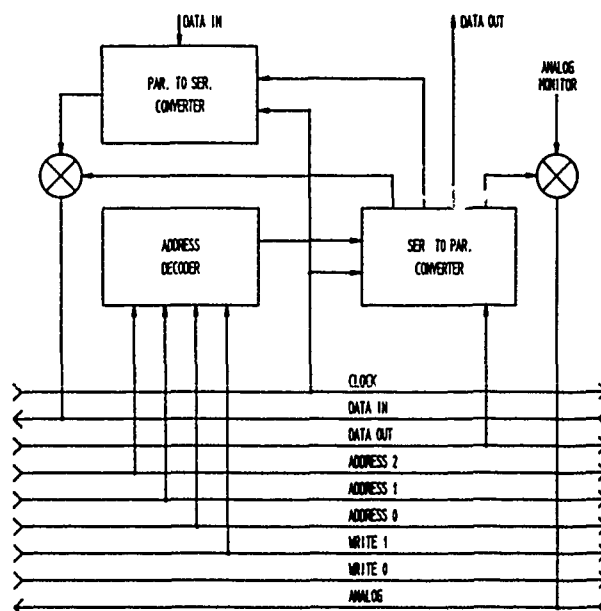 DATA IN
DATA OUT
PAR. TO SER.
CONVERTER
ANALOG
MONITOR
ADDRESS
DECODER
SER TO PAR.
CONVERTER
CLOCK
DATA IN
DATA OUT
ADDRESS 2
ADDRESS 1
ADDRESS 0
WRITE 1
WRITE 0
ANALOG